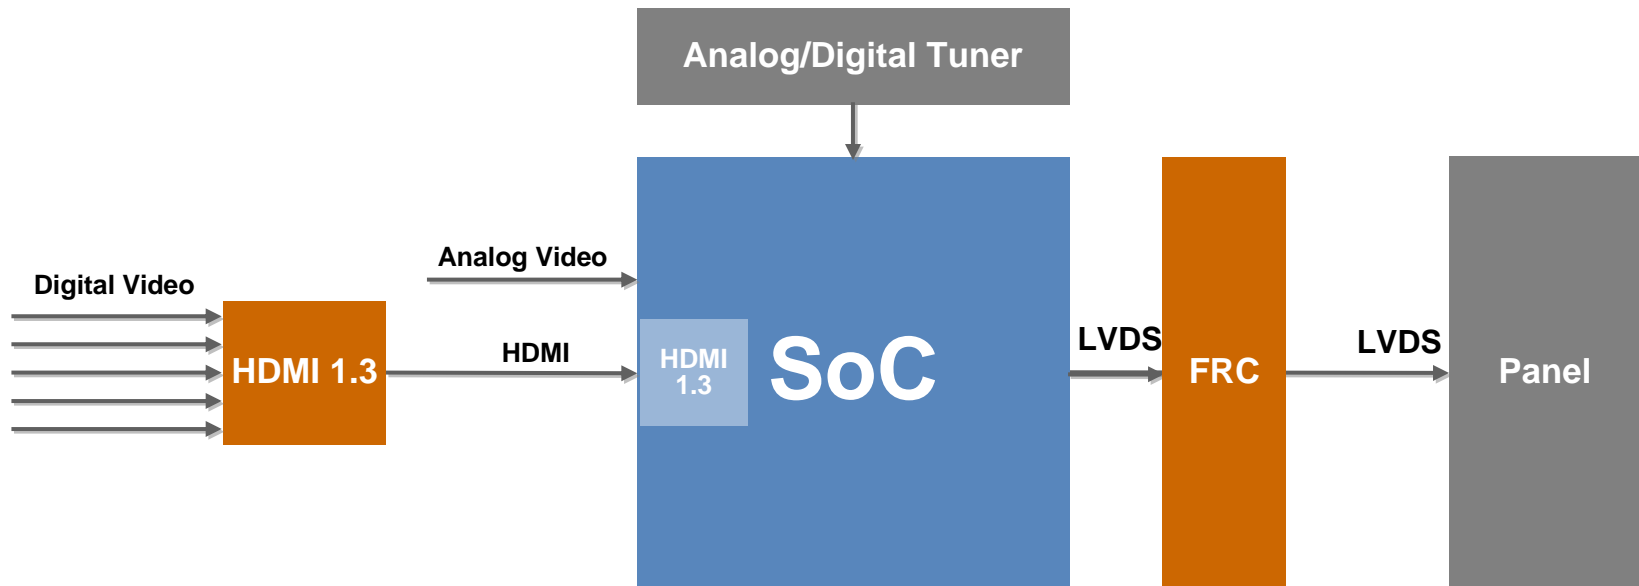 Analog/Digital Tuner
Analog Video
Digital Video
HDMI 1.3
HDMI
HDMI
1.3
SoC
LVDS
FRC
LVDS
Panel